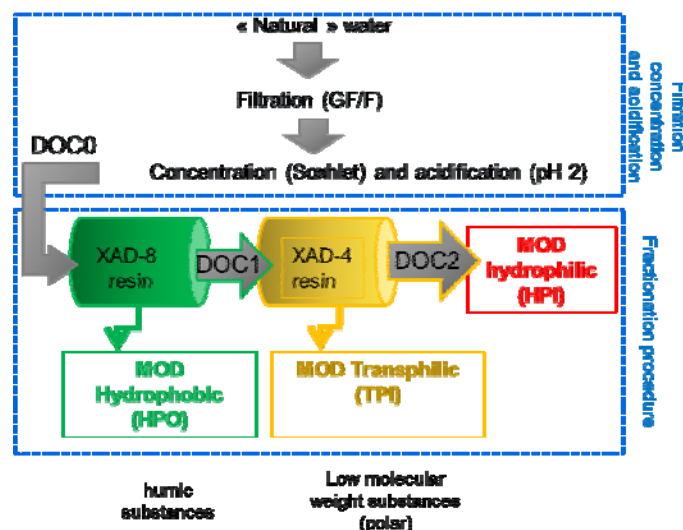 « Natural » water
Filtration (GF/F)
Concentration (Soxhlet) and acidification (pH 2)
Filtration
concentration
and acidification
DOC0
XAD-8
resin
DOC1
XAD-4
resin
DOC2
MOD
hydrophilic
(HPI)
MOD
Hydrophobic
(HPO)
MOD Transphilic
(TPI)
Fractionation procedure
humic
substances
Low molecular
weight substances
(polar)